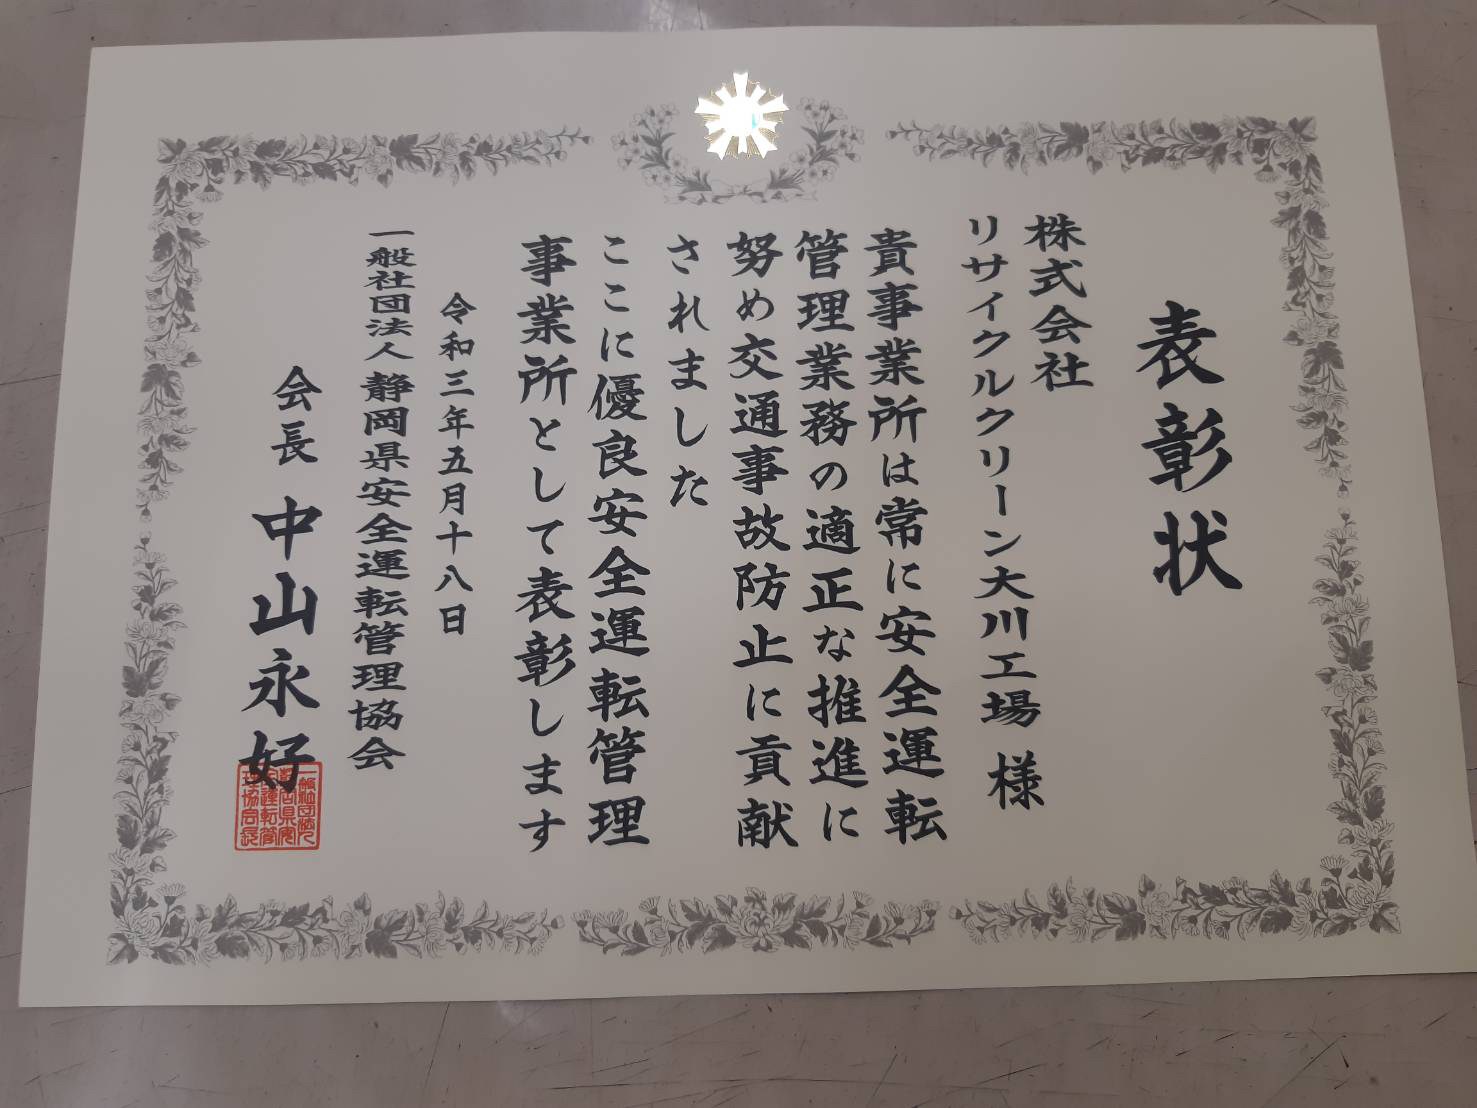 表彰状
株式会社
リサイクルクリーン大川工場 様
貴事業所は常に安全運転
管理業務の適正な推進に
努め交通事故防止に貢献
されました
ここに優良安全運転管理
事業所として表彰します
令和三年五月十八日
一般社団法人 静岡県安全運転管理協会
会長 中山永好